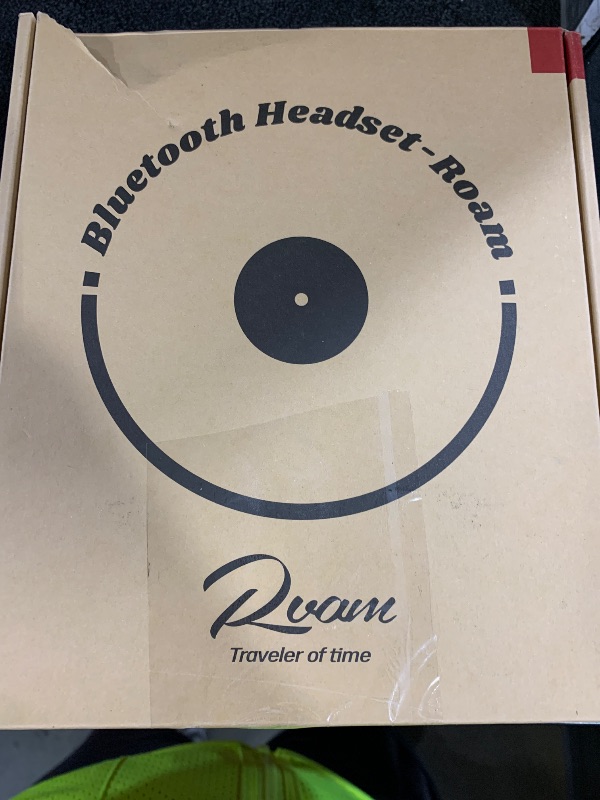 Bluetooth Headset-Roam
Roam
Traveler of time